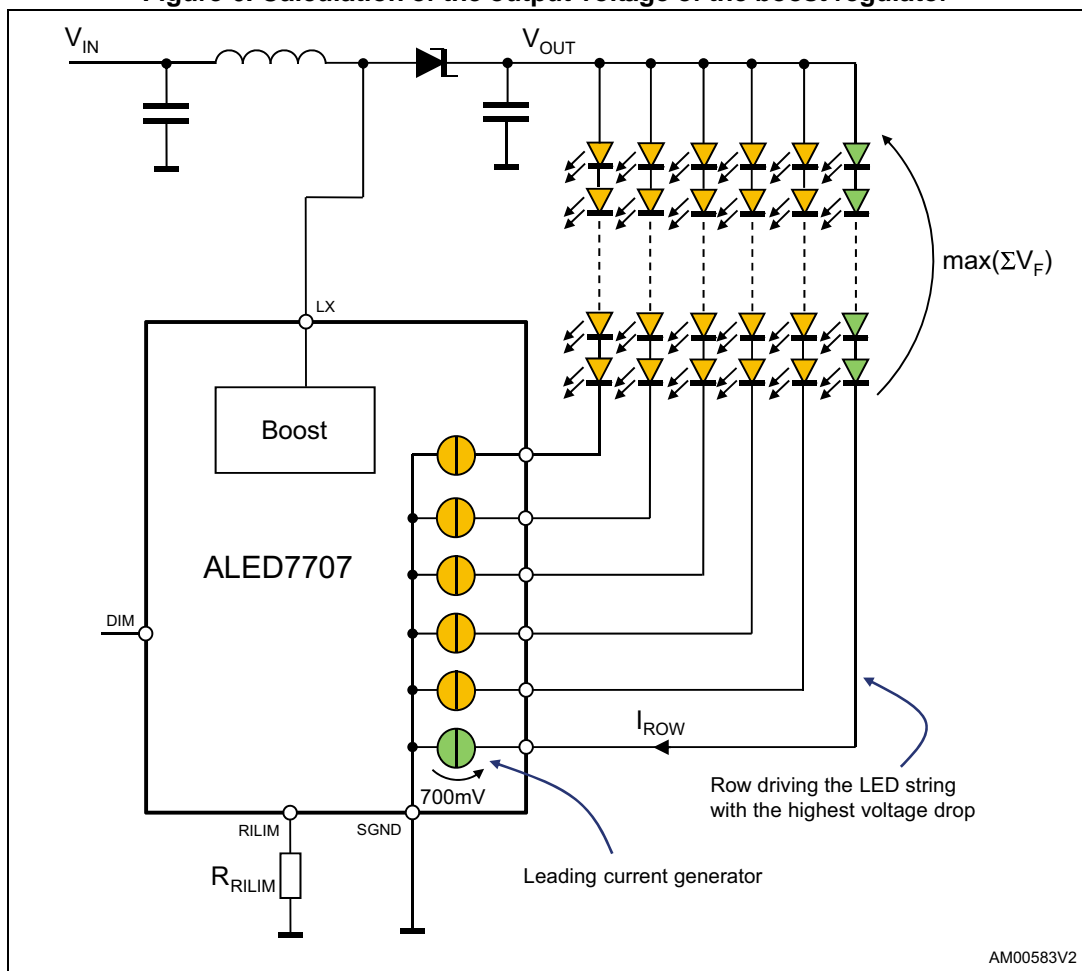 Figure 6. Calculation of the output voltage of the boost regulator
VIN
VOUT
max(ΣVF)
LX
Boost
ALED7707
DIM
IROW
700mV
Row driving the LED string
with the highest voltage drop
RILIM
SGND
RRILIM
Leading current generator
AM00583V2